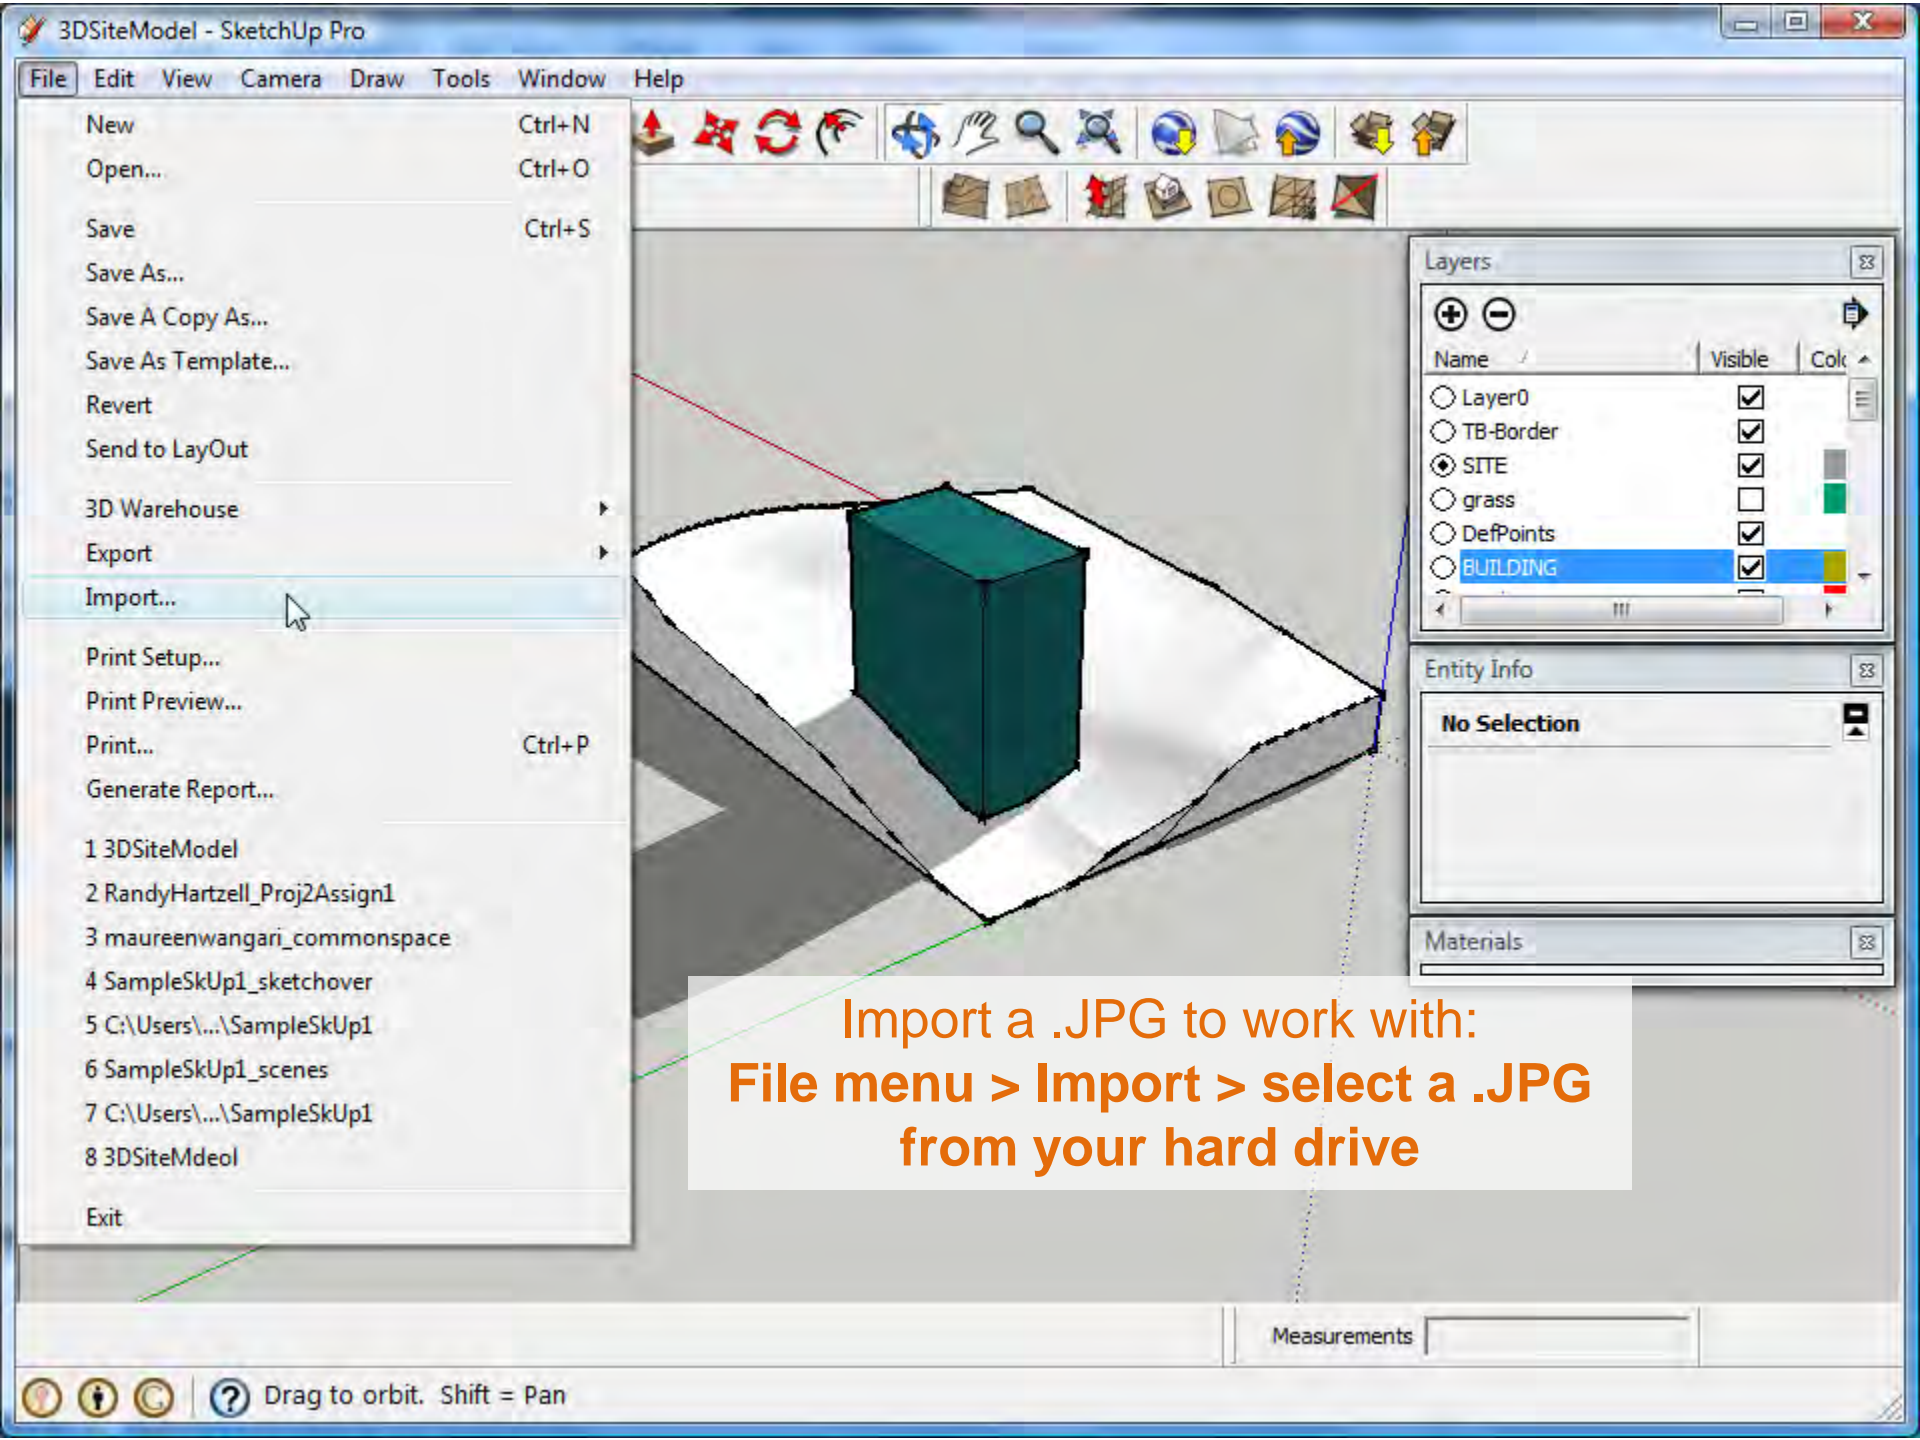 3DSiteModel - SketchUp Pro
File Edit View Camera Draw Tools Window Help
New Ctrl+N
Open... Ctrl+O
Save Ctrl+S
Save As...
Save A Copy As...
Save As Template...
Revert
Send to LayOut
3D Warehouse
Export
Import...
Print Setup...
Print Preview...
Print... Ctrl+P
Generate Report...
1 3DSiteModel
2 RandyHartzell_Proj2Assign1
3 maureenwangari_commonspace
4 SampleSkUp1_sketchover
5 C:\Users\...\SampleSkUp1
6 SampleSkUp1_scenes
7 C:\Users\...\SampleSkUp1
8 3DSiteMdeol
Exit
Layers
Name Visible Colo
Layer0
TB-Border
SITE
grass
DefPoints
BUILDING
Entity Info
No Selection
Materials
Import a .JPG to work with:
File menu > Import > select a .JPG
from your hard drive
Measurements
Drag to orbit. Shift = Pan